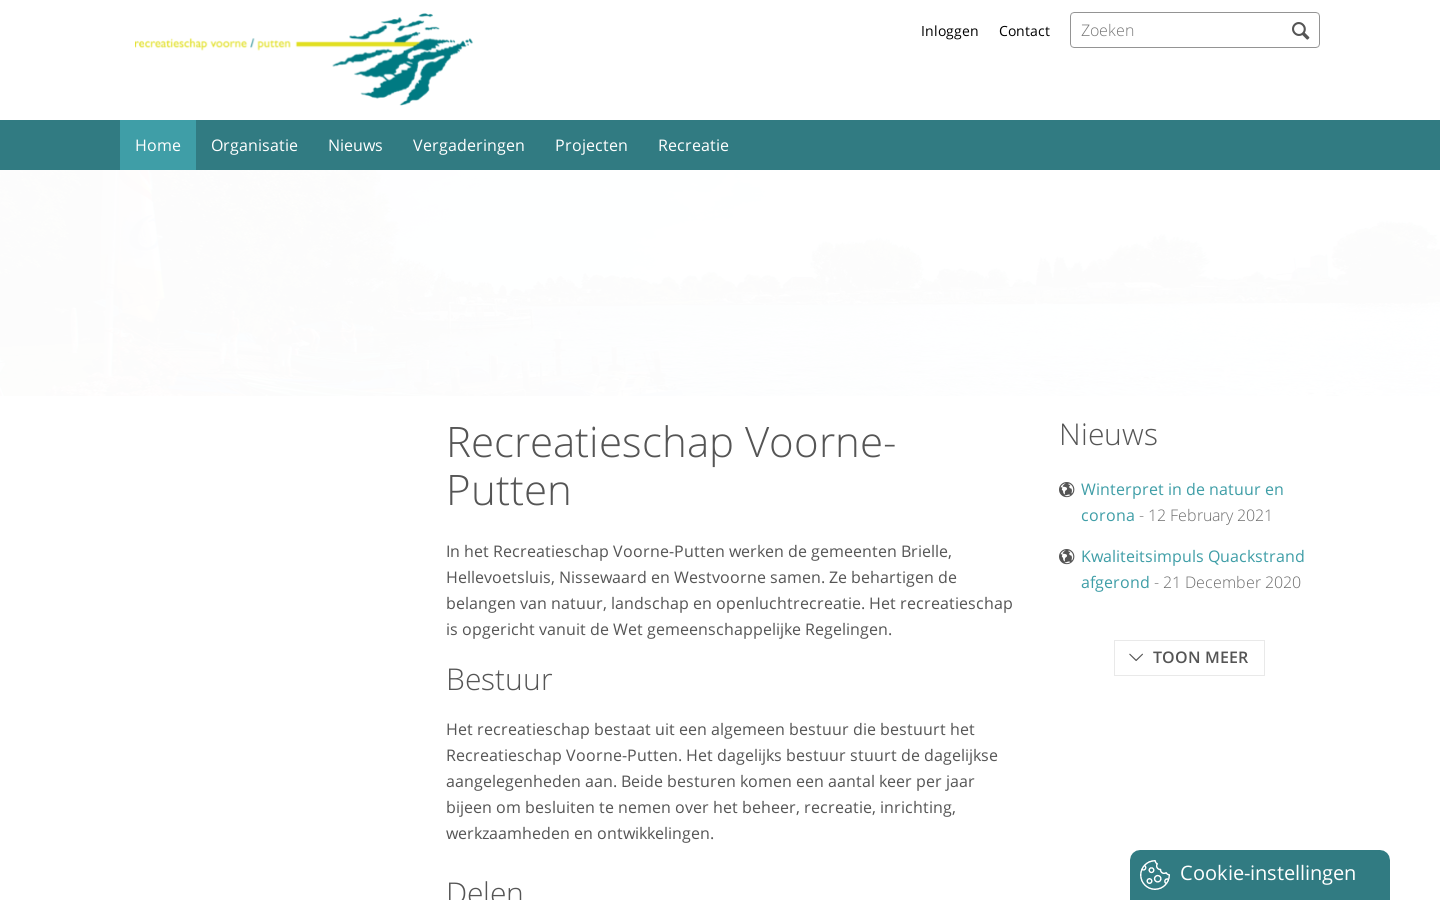 recreatieschap voorne / putten
Inloggen
Contact
Zoeken
Home
Organisatie
Nieuws
Vergaderingen
Projecten
Recreatie
Recreatieschap Voorne-
Putten
In het Recreatieschap Voorne-Putten werken de gemeenten Brielle,
Hellevoetsluis, Nissewaard en Westvoorne samen. Ze behartigen de
belangen van natuur, landschap en openluchtrecreatie. Het recreatieschap
is opgericht vanuit de Wet gemeenschappelijke Regelingen.
Bestuur
Het recreatieschap bestaat uit een algemeen bestuur die bestuurt het
Recreatieschap Voorne-Putten. Het dagelijks bestuur stuurt de dagelijkse
aangelegenheden aan. Beide besturen komen een aantal keer per jaar
bijeen om besluiten te nemen over het beheer, recreatie, inrichting,
werkzaamheden en ontwikkelingen.
Delen
Nieuws
Winterpret in de natuur en
corona - 12 February 2021
Kwaliteitsimpuls Quackstrand
afgerond - 21 December 2020
TOON MEER
Cookie-instellingen